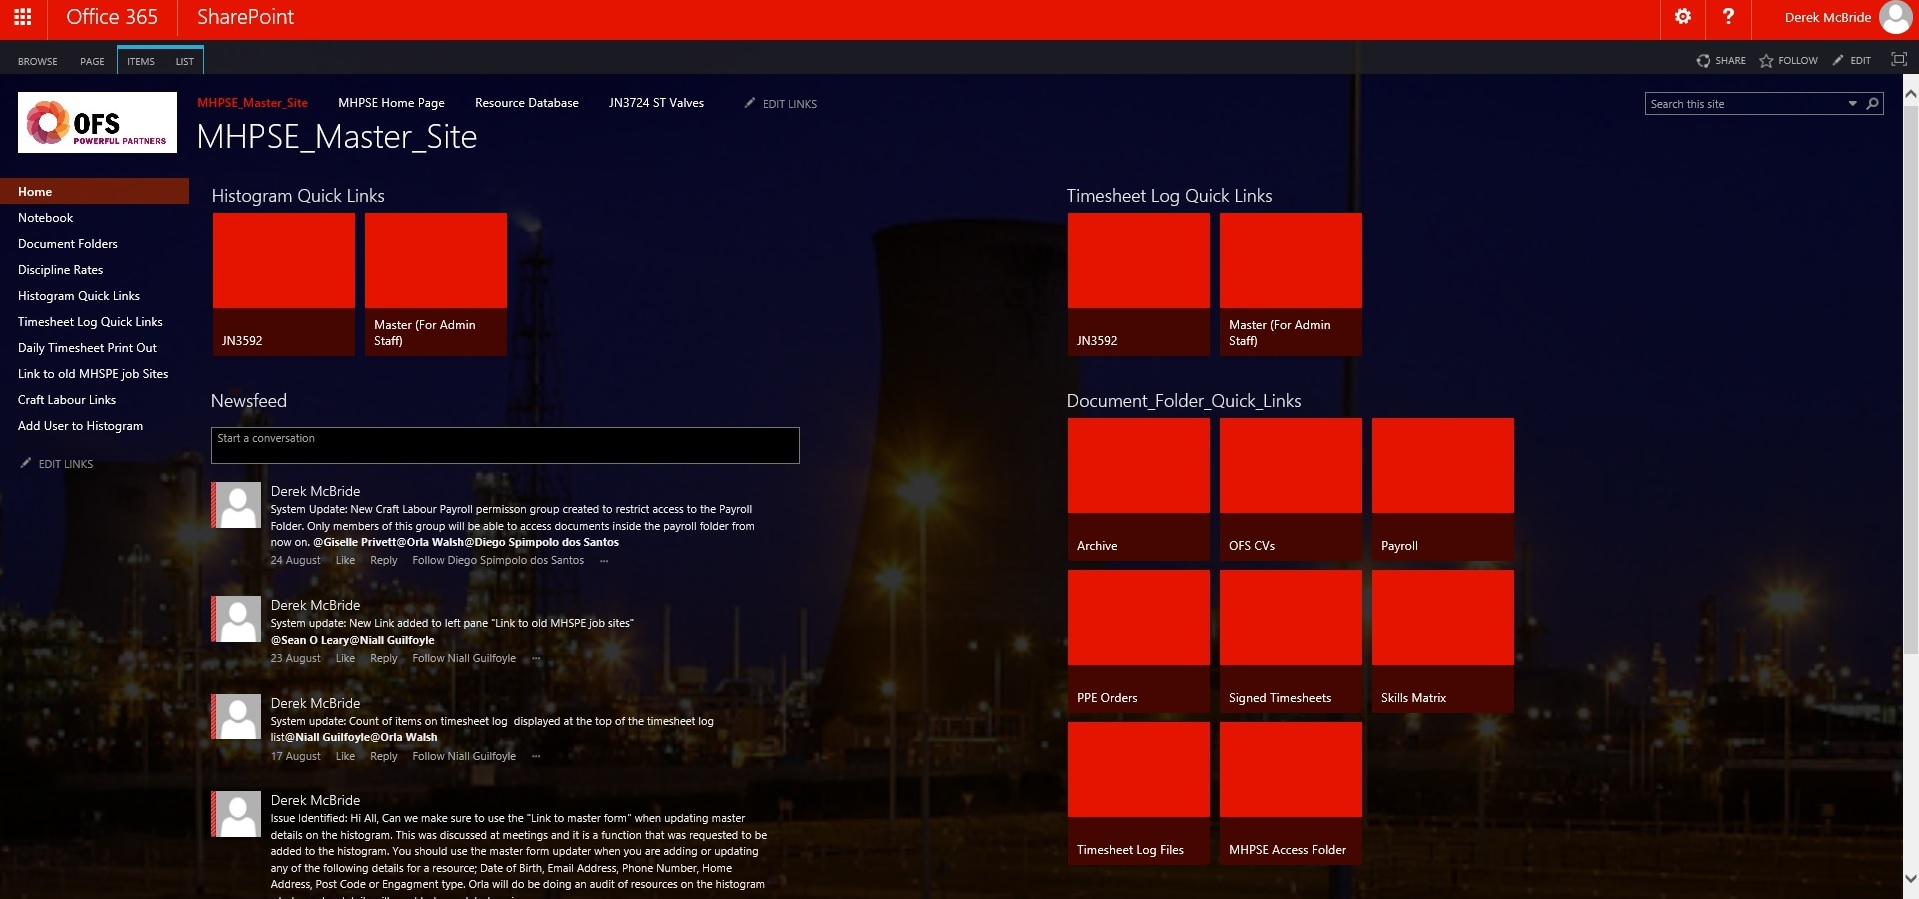 Office 365
SharePoint
?
Derek McBride
BROWSE
PAGE
ITEMS
LIST
SHARE
FOLLOW
EDIT
OFS
POWERFUL PARTNERS
MHPSE_Master_Site
MHPSE Home Page
Resource Database
JN3724 ST Valves
EDIT LINKS
Search this site
MHPSE_Master_Site
Home
Notebook
Document Folders
Discipline Rates
Histogram Quick Links
Timesheet Log Quick Links
Daily Timesheet Print Out
Link to old MHSPE job Sites
Craft Labour Links
Add User to Histogram
EDIT LINKS
Histogram Quick Links
JN3592
Master (For Admin
Staff)
Newsfeed
Start a conversation
Derek McBride
System Update: New Craft Labour Payroll permisson group created to restrict access to the Payroll
Folder. Only members of this group will be able to access documents inside the payroll folder from
now on. @Giselle Privett@Orla Walsh@Diego Spimpolo dos Santos
24 August Like Reply Follow Diego Spimpolo dos Santos ...
Derek McBride
System update: New Link added to left pane "Link to old MHSPE job sites"
@Sean O Leary@Niall Guilfoyle
23 August Like Reply Follow Niall Guilfoyle ...
Derek McBride
System update: Count of items on timesheet log displayed at the top of the timesheet log
list@Niall Guilfoyle@Orla Walsh
17 August Like Reply Follow Niall Guilfoyle ...
Derek McBride
Issue Identified: Hi All, Can we make sure to use the "Link to master form" when updating master
details on the histogram. This was discussed at meetings and it is a function that was requested to be
added to the histogram. You should use the master form updater when you are adding or updating
any of the following details for a resource; Date of Birth, Email Address, Phone Number, Home
Address, Post Code or Engagment type. Orla will do be doing an audit of resources on the histogram
Timesheet Log Quick Links
JN3592
Master (For Admin
Staff)
Document_Folder_Quick_Links
Archive
OFS CVs
Payroll
PPE Orders
Signed Timesheets
Skills Matrix
Timesheet Log Files
MHPSE Access Folder